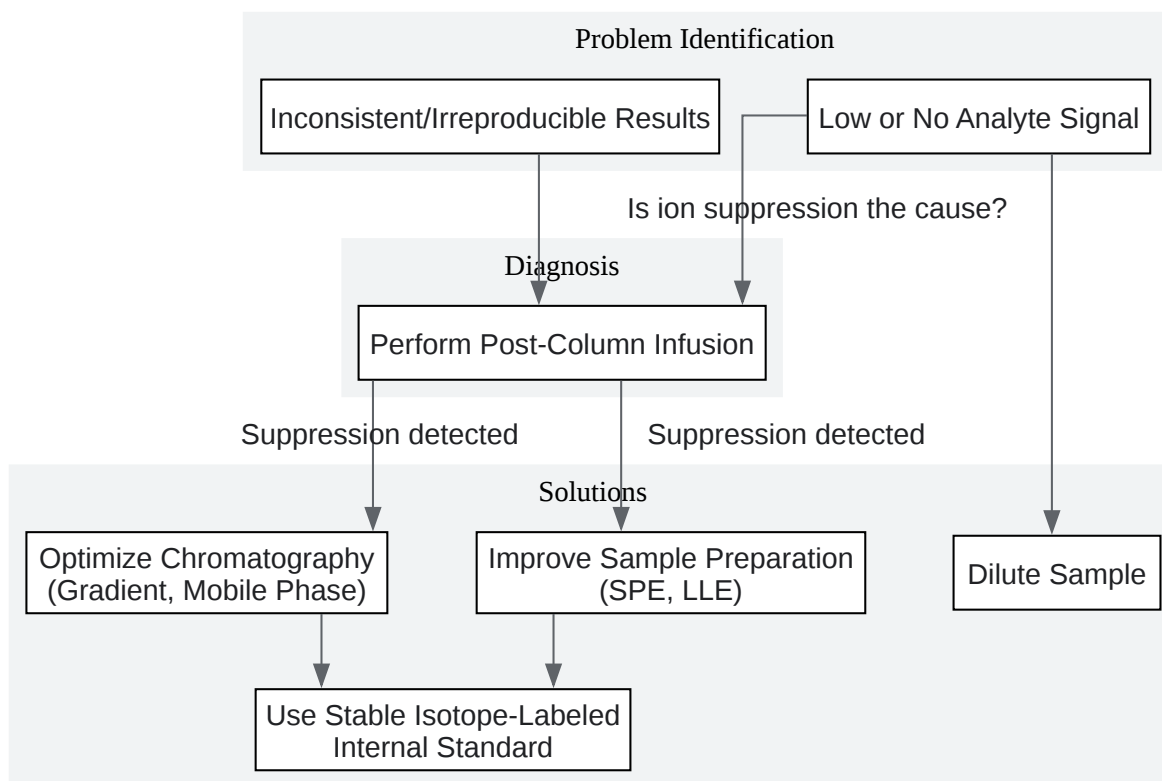 Problem Identification
Inconsistent/Irreproducible Results
Low or No Analyte Signal
Is ion suppression the cause?
Diagnosis
Perform Post-Column Infusion
Suppression detected
Suppression detected
Solutions
Optimize Chromatography
(Gradient, Mobile Phase)
Improve Sample Preparation
(SPE, LLE)
Dilute Sample
Use Stable Isotope-Labeled
Internal Standard